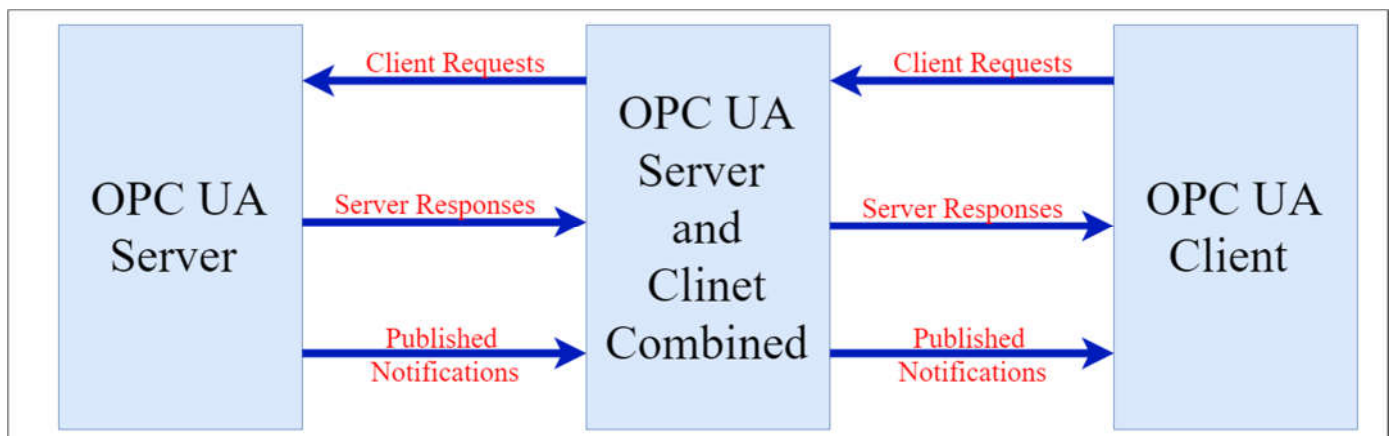 OPC UA
Server
Client Requests
Server Responses
Published
Notifications
OPC UA
Server
and
Clinet
Combined
Client Requests
Server Responses
Published
Notifications
OPC UA
Client